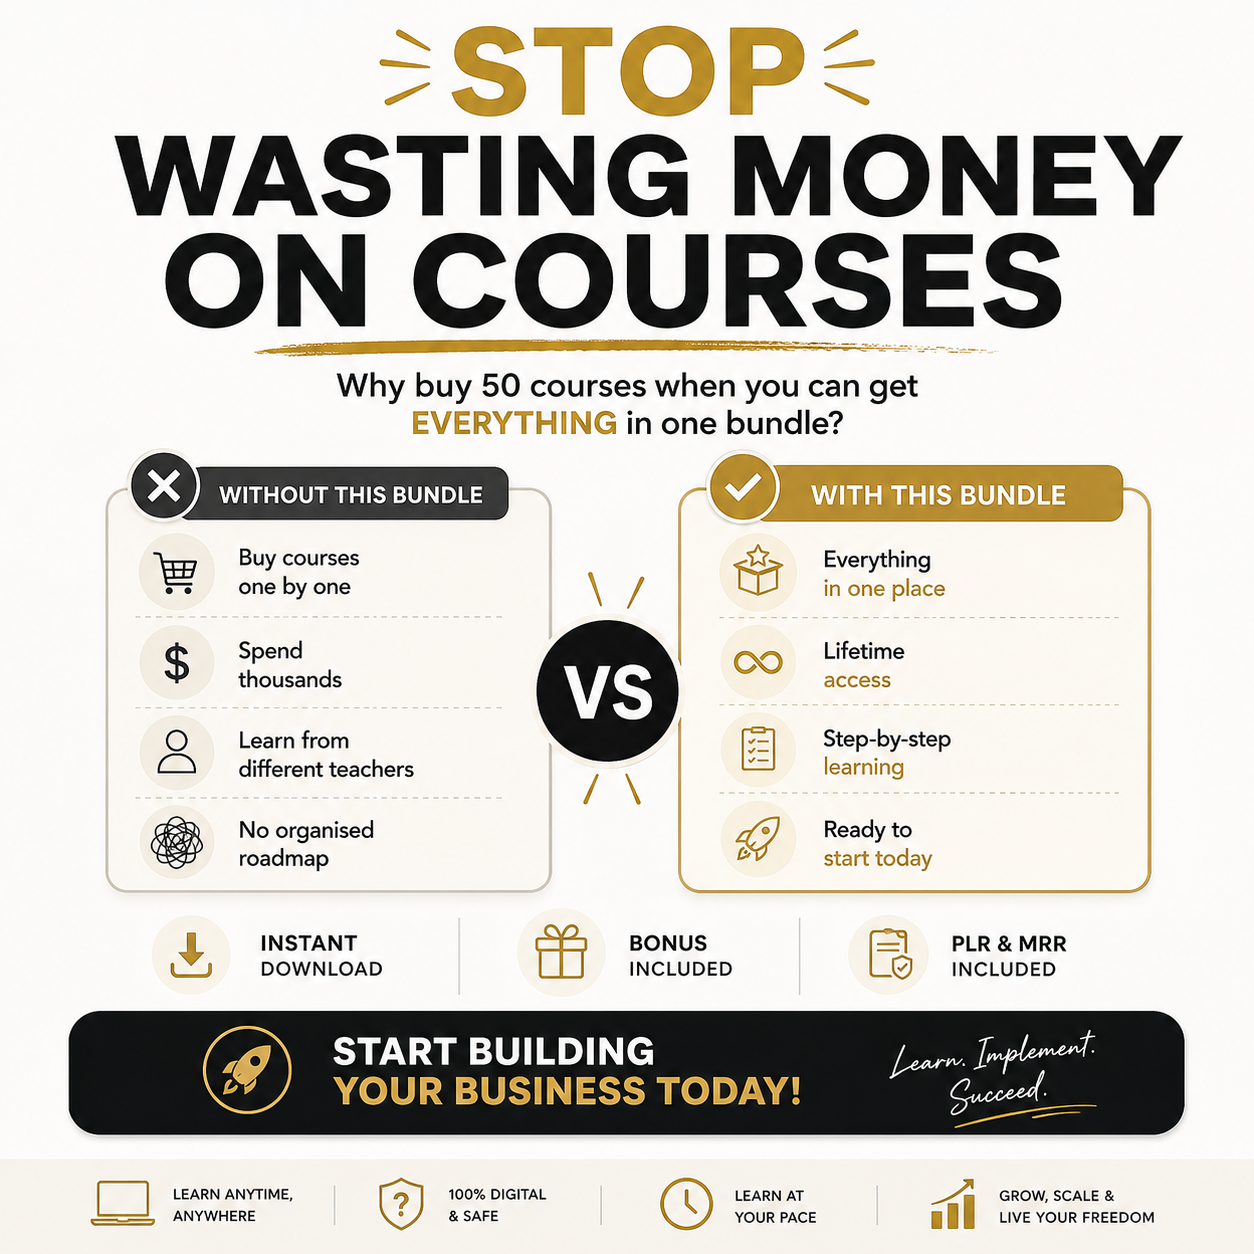 STOP
WASTING MONEY
ON COURSES
Why buy 50 courses when you can get
EVERYTHING in one bundle?
WITHOUT THIS BUNDLE
Buy courses
one by one
$
Spend
thousands
Learn from
different teachers
No organised
roadmap
VS
WITH THIS BUNDLE
Everything
in one place
Lifetime
access
Step-by-step
learning
Ready to
start today
INSTANT
DOWNLOAD
BONUS
INCLUDED
PLR & MRR
INCLUDED
START BUILDING
YOUR BUSINESS TODAY!
Learn. Implement.
Succeed.
LEARN ANYTIME,
ANYWHERE
?
100% DIGITAL
& SAFE
LEARN AT
YOUR PACE
GROW, SCALE &
LIVE YOUR FREEDOM